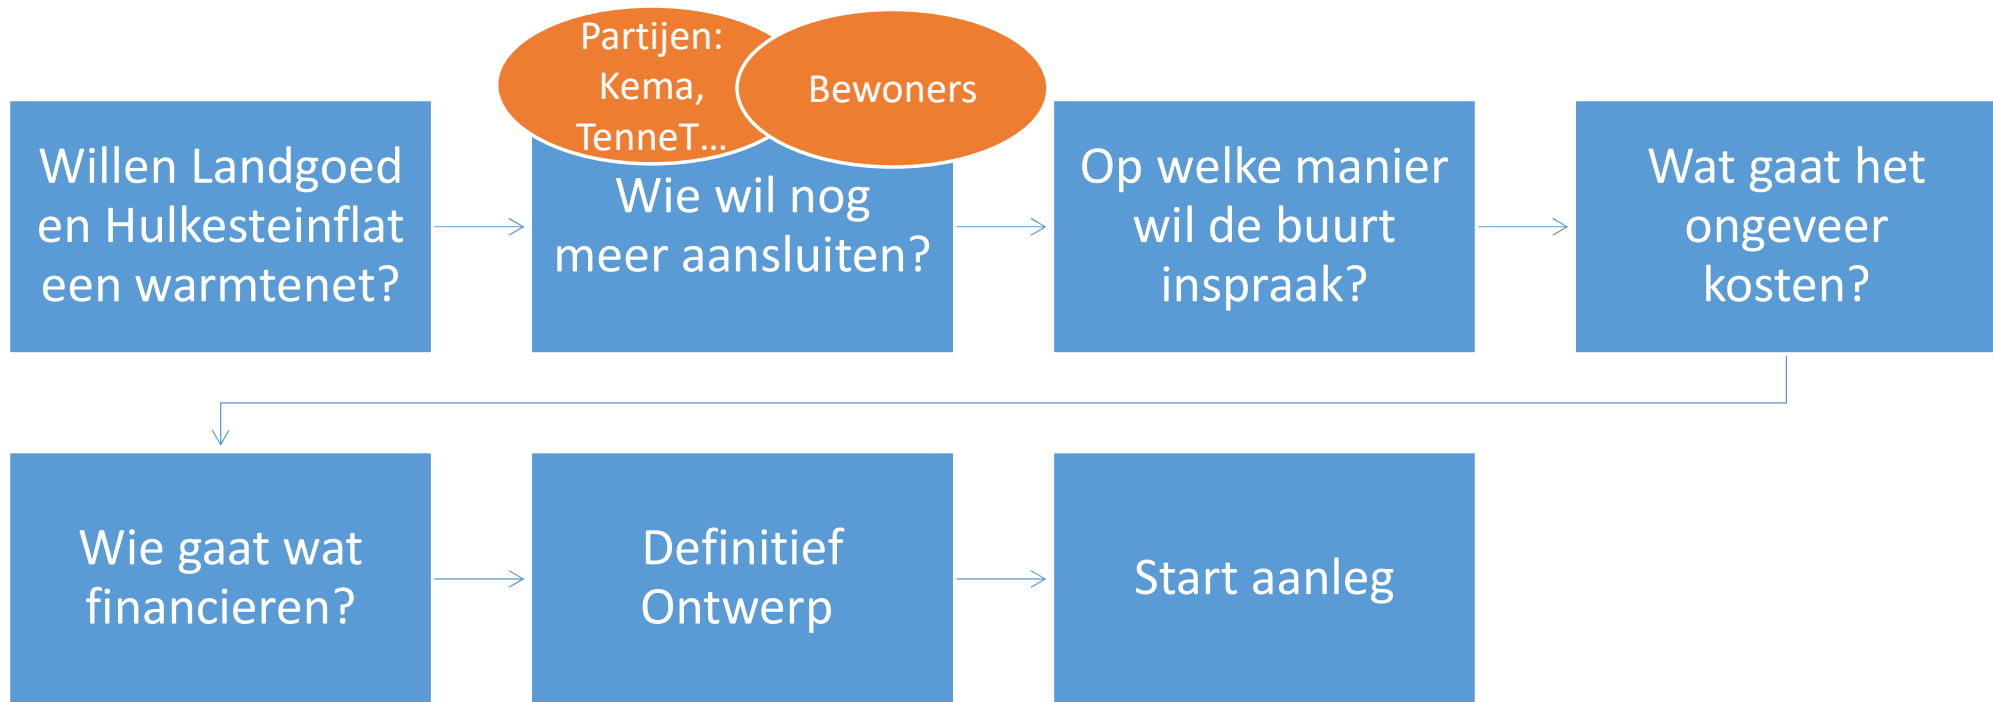 Partijen:
Kema,
TenneT...
Bewoners
Willen Landgoed
en Hulkesteinflat
een warmtenet?
Wie wil nog
meer aansluiten?
Op welke manier
wil de buurt
inspraak?
Wat gaat het
ongeveer
kosten?
Wie gaat wat
financieren?
Definitief
Ontwerp
Start aanleg